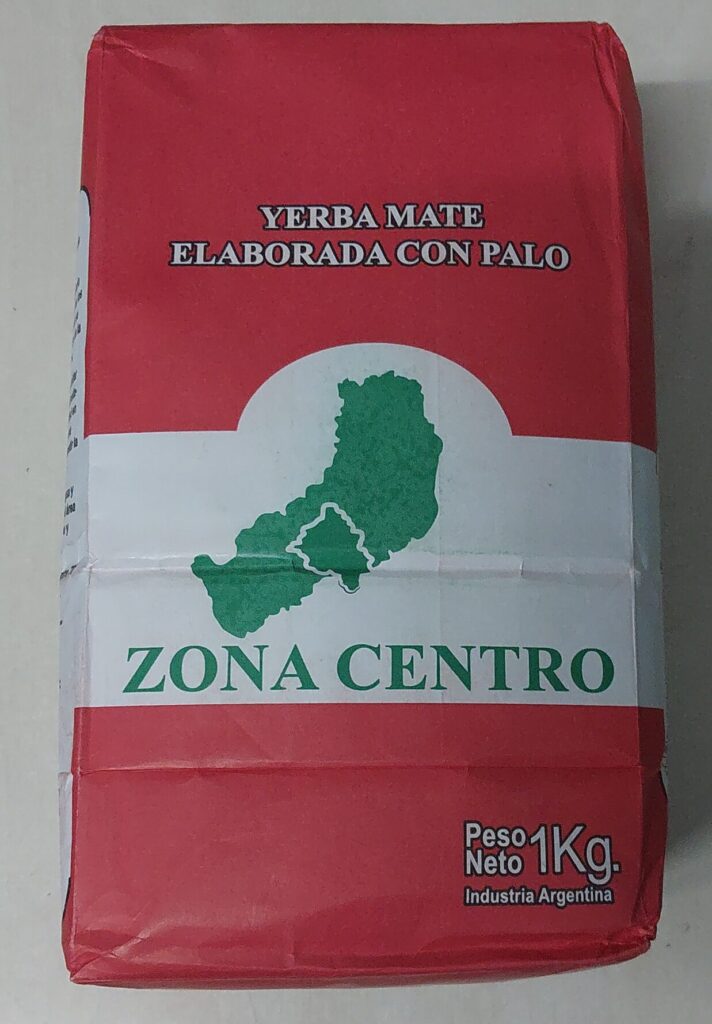 YERBA MATE
ELABORADA CON PALO
ZONA CENTRO
Peso
Neto 1Kg.
Industria Argentina